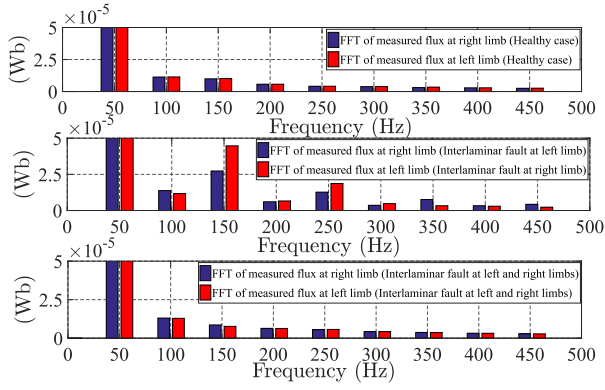 ×10⁻⁵
5
2.5
0
(Wb)
FFT of measured flux at right limb (Healthy case)
FFT of measured flux at left limb (Healthy case)
0 50 100 150 200 250 300 350 400 450 500
Frequency (Hz)
×10⁻⁵
5
2.5
0
(Wb)
FFT of measured flux at right limb (Interlaminar fault at left limb)
FFT of measured flux at left limb (Interlaminar fault at right limb)
0 50 100 150 200 250 300 350 400 450 500
Frequency (Hz)
×10⁻⁵
5
2.5
0
(Wb)
FFT of measured flux at right limb (Interlaminar fault at left and right limbs)
FFT of measured flux at left limb (Interlaminar fault at left and right limbs)
0 50 100 150 200 250 300 350 400 450 500
Frequency (Hz)